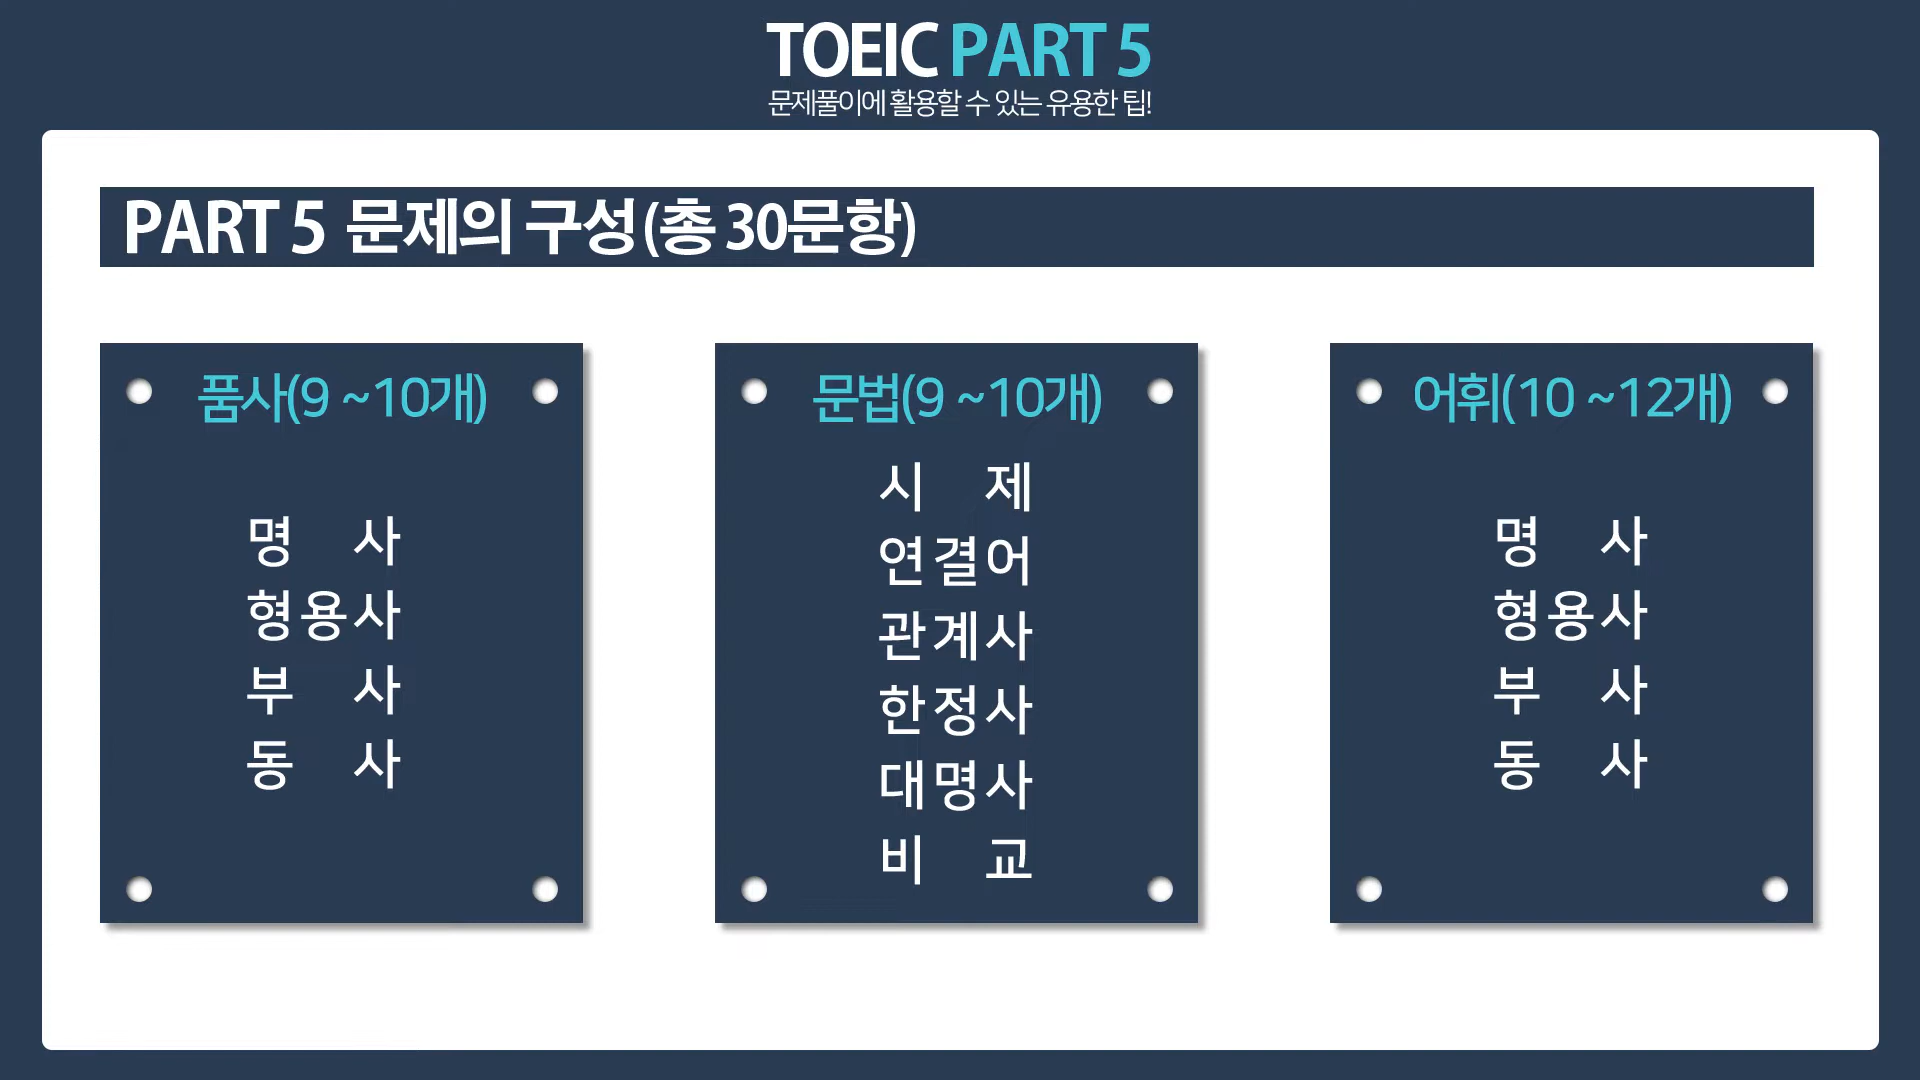 TOEIC PART 5
문제풀이에 활용할 수 있는 유용한 팁!
PART 5 문제의 구성(총 30문항)
품사(9 ~10개)
명 사
형용사
부 사
동 사
문법(9 ~10개)
시 제
연결어
관계사
한정사
대명사
비 교
어휘(10 ~12개)
명 사
형용사
부 사
동 사